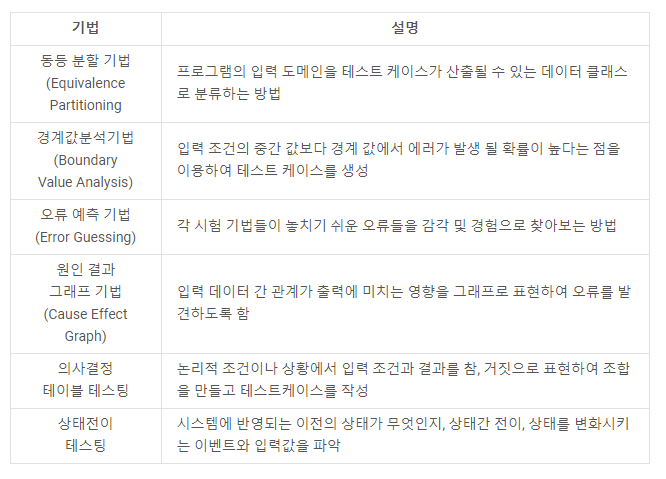 기법
설명
동등 분할 기법
(Equivalence
Partitioning
프로그램의 입력 도메인을 테스트 케이스가 산출될 수 있는 데이터 클래스
로 분류하는 방법
경계값분석기법
(Boundary
Value Analysis)
입력 조건의 중간 값보다 경계 값에서 에러가 발생 될 확률이 높다는 점을
이용하여 테스트 케이스를 생성
오류 예측 기법
(Error Guessing)
각 시험 기법들이 놓치기 쉬운 오류들을 감각 및 경험으로 찾아보는 방법
원인 결과
그래프 기법
(Cause Effect
Graph)
입력 데이터 간 관계가 출력에 미치는 영향을 그래프로 표현하여 오류를 발
견하도록 함
의사결정
테이블 테스팅
논리적 조건이나 상황에서 입력 조건과 결과를 참, 거짓으로 표현하여 조합
을 만들고 테스트케이스를 작성
상태전이
테스팅
시스템에 반영되는 이전의 상태가 무엇인지, 상태간 전이, 상태를 변화시키
는 이벤트와 입력값을 파악